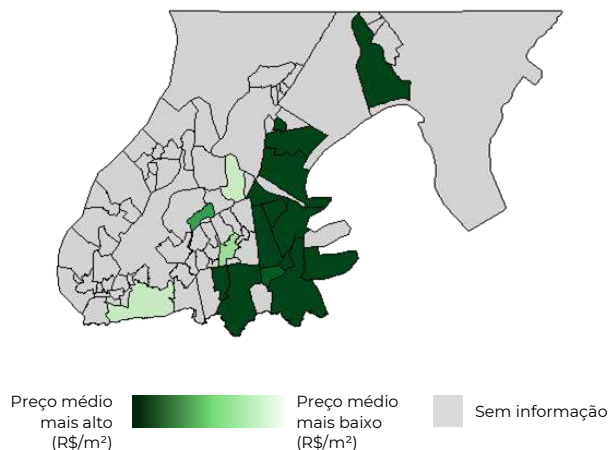 Preço médio
mais alto
(R$/m²)
Preço médio
mais baixo
(R$/m²)
Sem informação